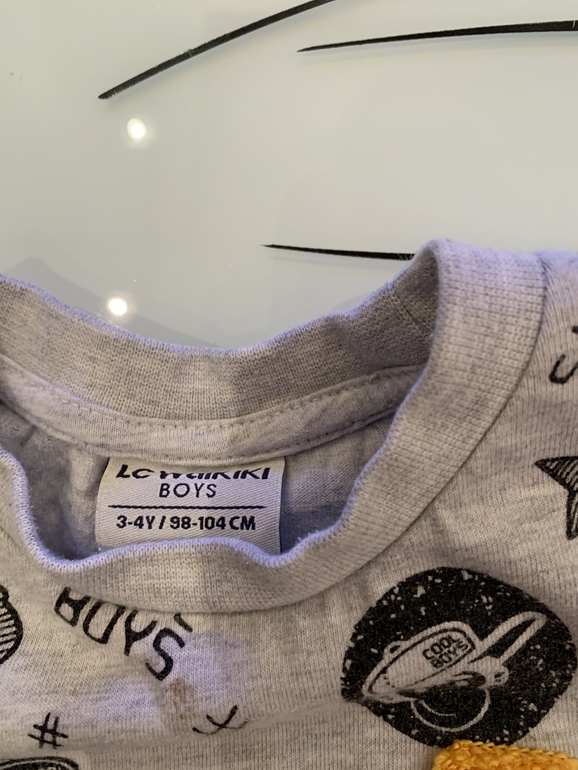 LC Waikiki
BOYS
3-4Y / 98-104 CM
BOYS
COOL
BOYS
#
X